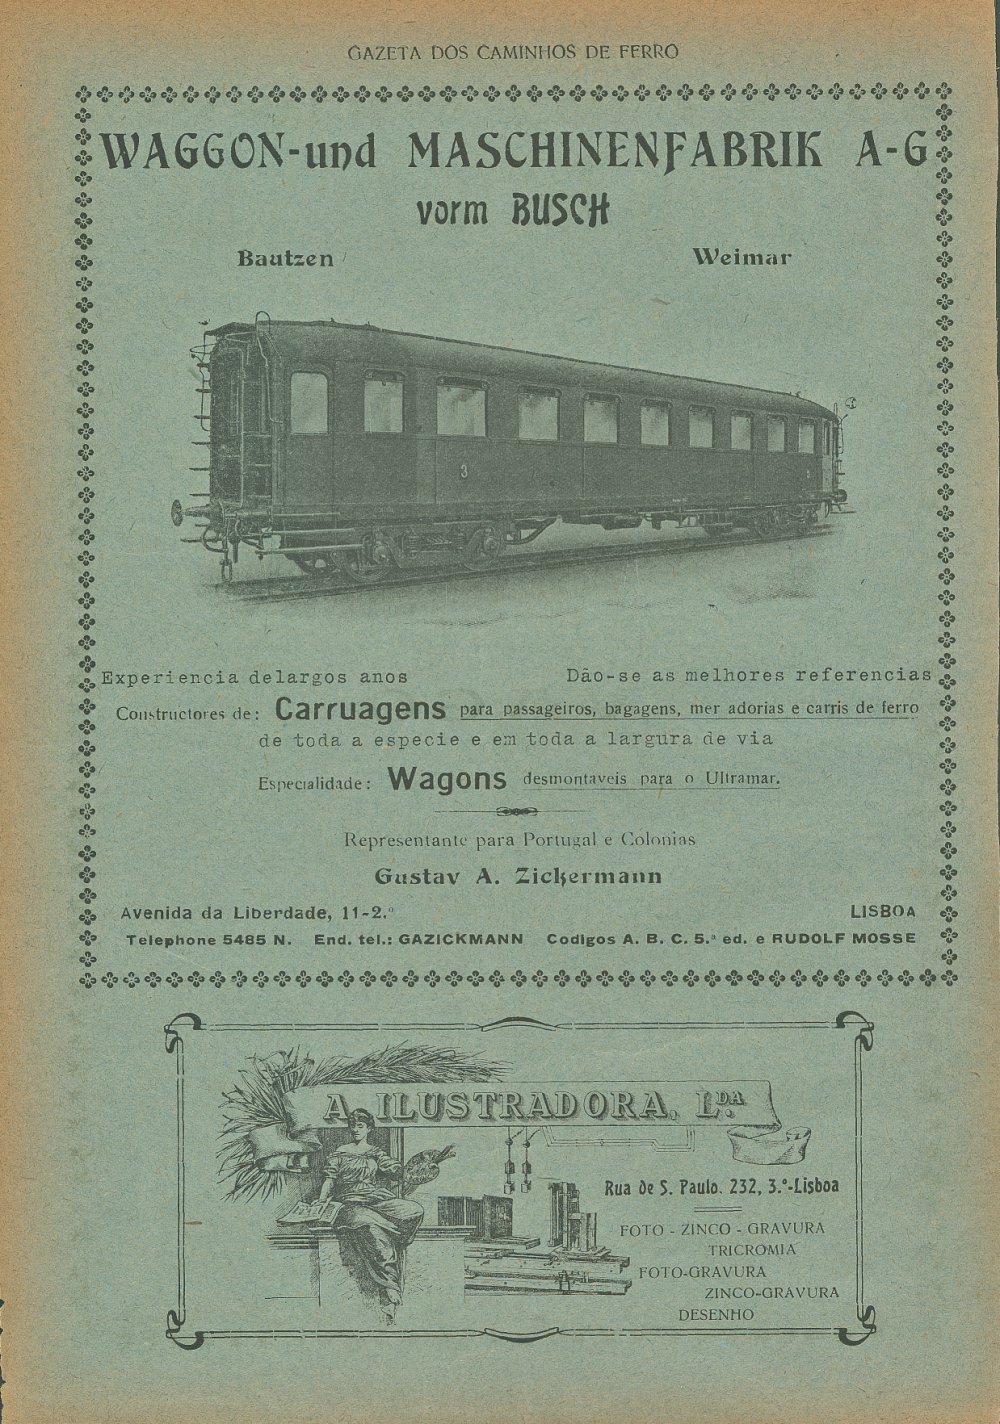 GAZETA DOS CAMINHOS DE FERRO
WAGGON-und MASCHINENFABRIK A-G
vorm BUSCH
Bautzen Weimar
3
3
Experiencia delargos anos Dão-se as melhores referencias
Constructores de: Carruagens para passageiros, bagagens, mer adorias e carris de ferro
de toda a especie e em toda a largura de via
Especialidade: Wagons desmontaveis para o Ultramar.
Representante para Portugal e Colonias
Gustav A. Zickermann
Avenida da Liberdade, 11-2.º LISBOA
Telephone 5485 N. End. tel.: GAZICKMANN Codigos A. B. C. 5.ª ed. e RUDOLF MOSSE
A ILUSTRADORA, L.DA
Rua de S. Paulo. 232, 3.º-Lisboa
FOTO - ZINCO - GRAVURA
TRICROMIA
FOTO-GRAVURA
ZINCO-GRAVURA
DESENHO